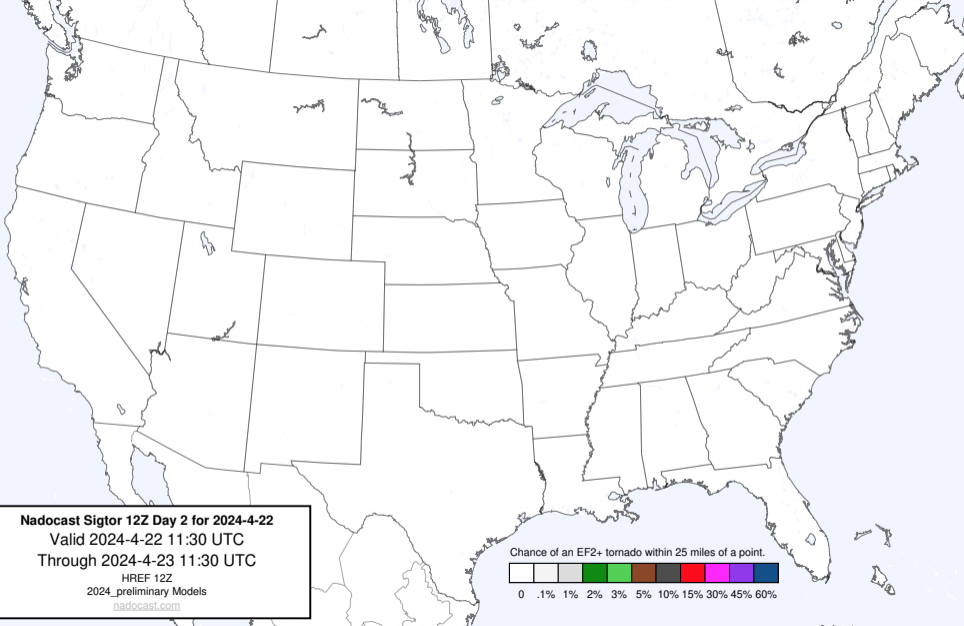 Nadocast Sigtor 12Z Day 2 for 2024-4-22
Valid 2024-4-22 11:30 UTC
Through 2024-4-23 11:30 UTC
HREF 12Z
2024_preliminary Models
nadocast.com
Chance of an EF2+ tornado within 25 miles of a point.
0 .1% 1% 2% 3% 5% 10% 15% 30% 45% 60%